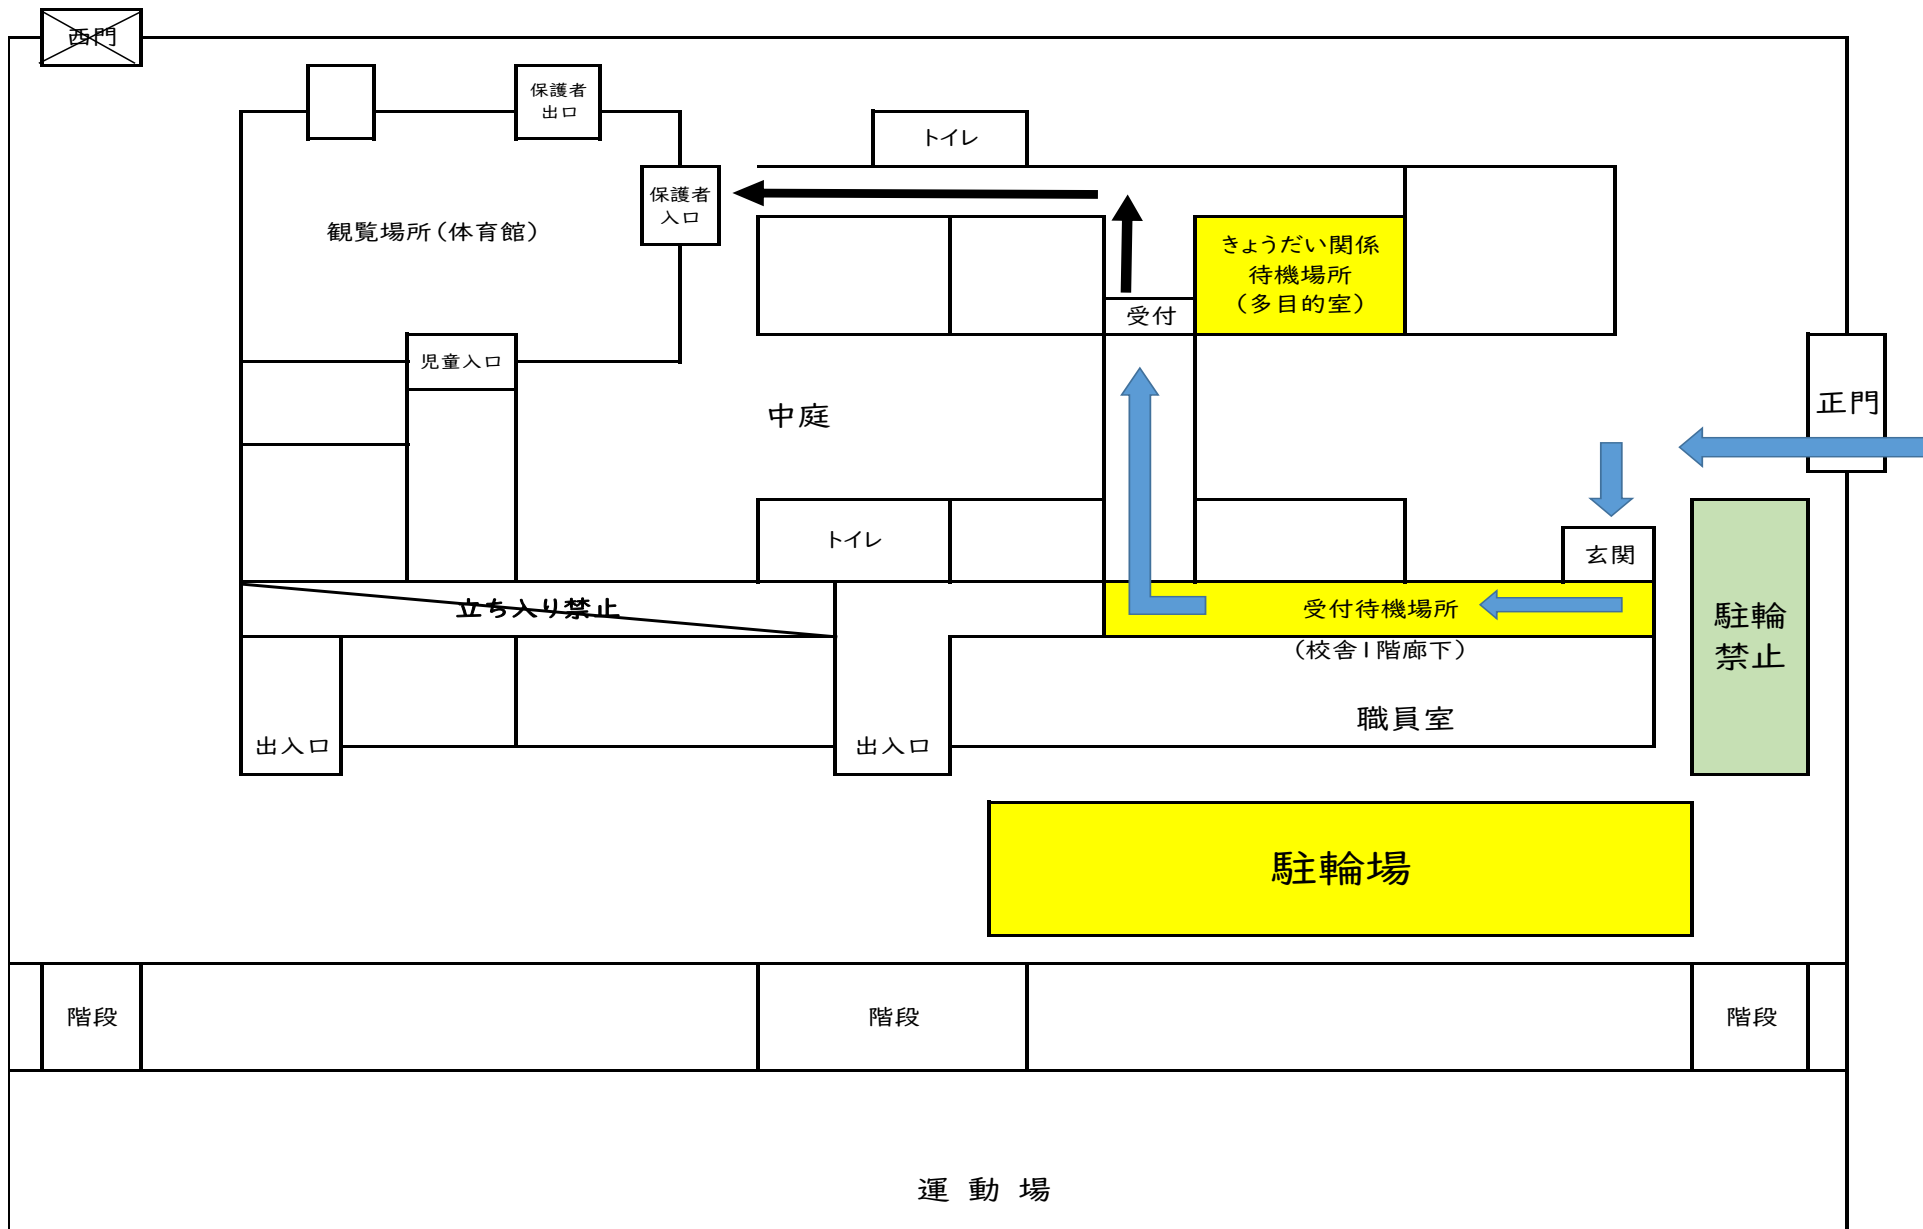 西門
保護者
出口
トイレ
保護者
入口
観覧場所(体育館)
きょうだい関係
待機場所
(多目的室)
受付
児童入口
正門
中庭
トイレ
玄関
立ち入り禁止
受付待機場所
(校舎1階廊下)
駐輪
禁止
職員室
出入口
出入口
駐輪場
階段
階段
階段
運 動 場